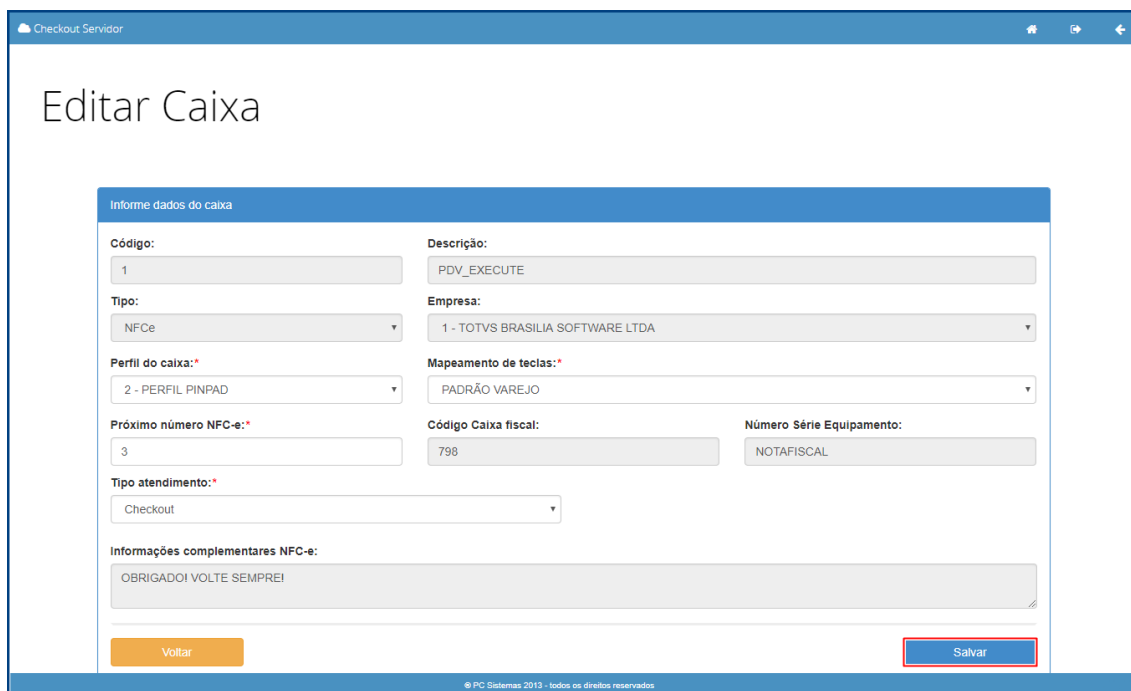 Checkout Servidor
Editar Caixa
Informe dados do caixa
Código: Descrição:
1 PDV_EXECUTE
Tipo: Empresa:
NFCe 1 - TOTVS BRASILIA SOFTWARE LTDA
Perfil do caixa:* Mapeamento de teclas:*
2 - PERFIL PINPAD PADRÃO VAREJO
Próximo número NFC-e:* Código Caixa fiscal: Número Série Equipamento:
3 798 NOTAFISCAL
Tipo atendimento:*
Checkout
Informações complementares NFC-e:
OBRIGADO! VOLTE SEMPRE!
Voltar Salvar
® PC Sistemas 2013 - todos os direitos reservados